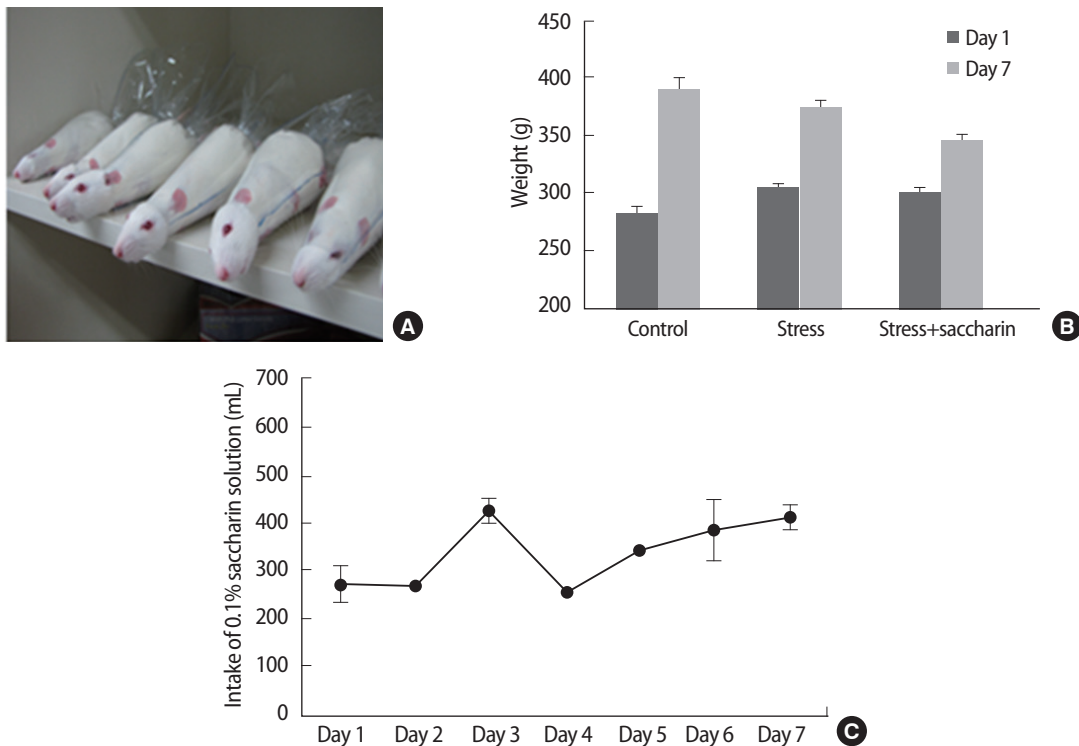 A
450
400
350
300
250
200
Weight (g)
Day 1
Day 7
Control Stress Stress+saccharin
B
700
600
500
400
300
200
100
0
Intake of 0.1% saccharin solution (mL)
Day 1 Day 2 Day 3 Day 4 Day 5 Day 6 Day 7
C